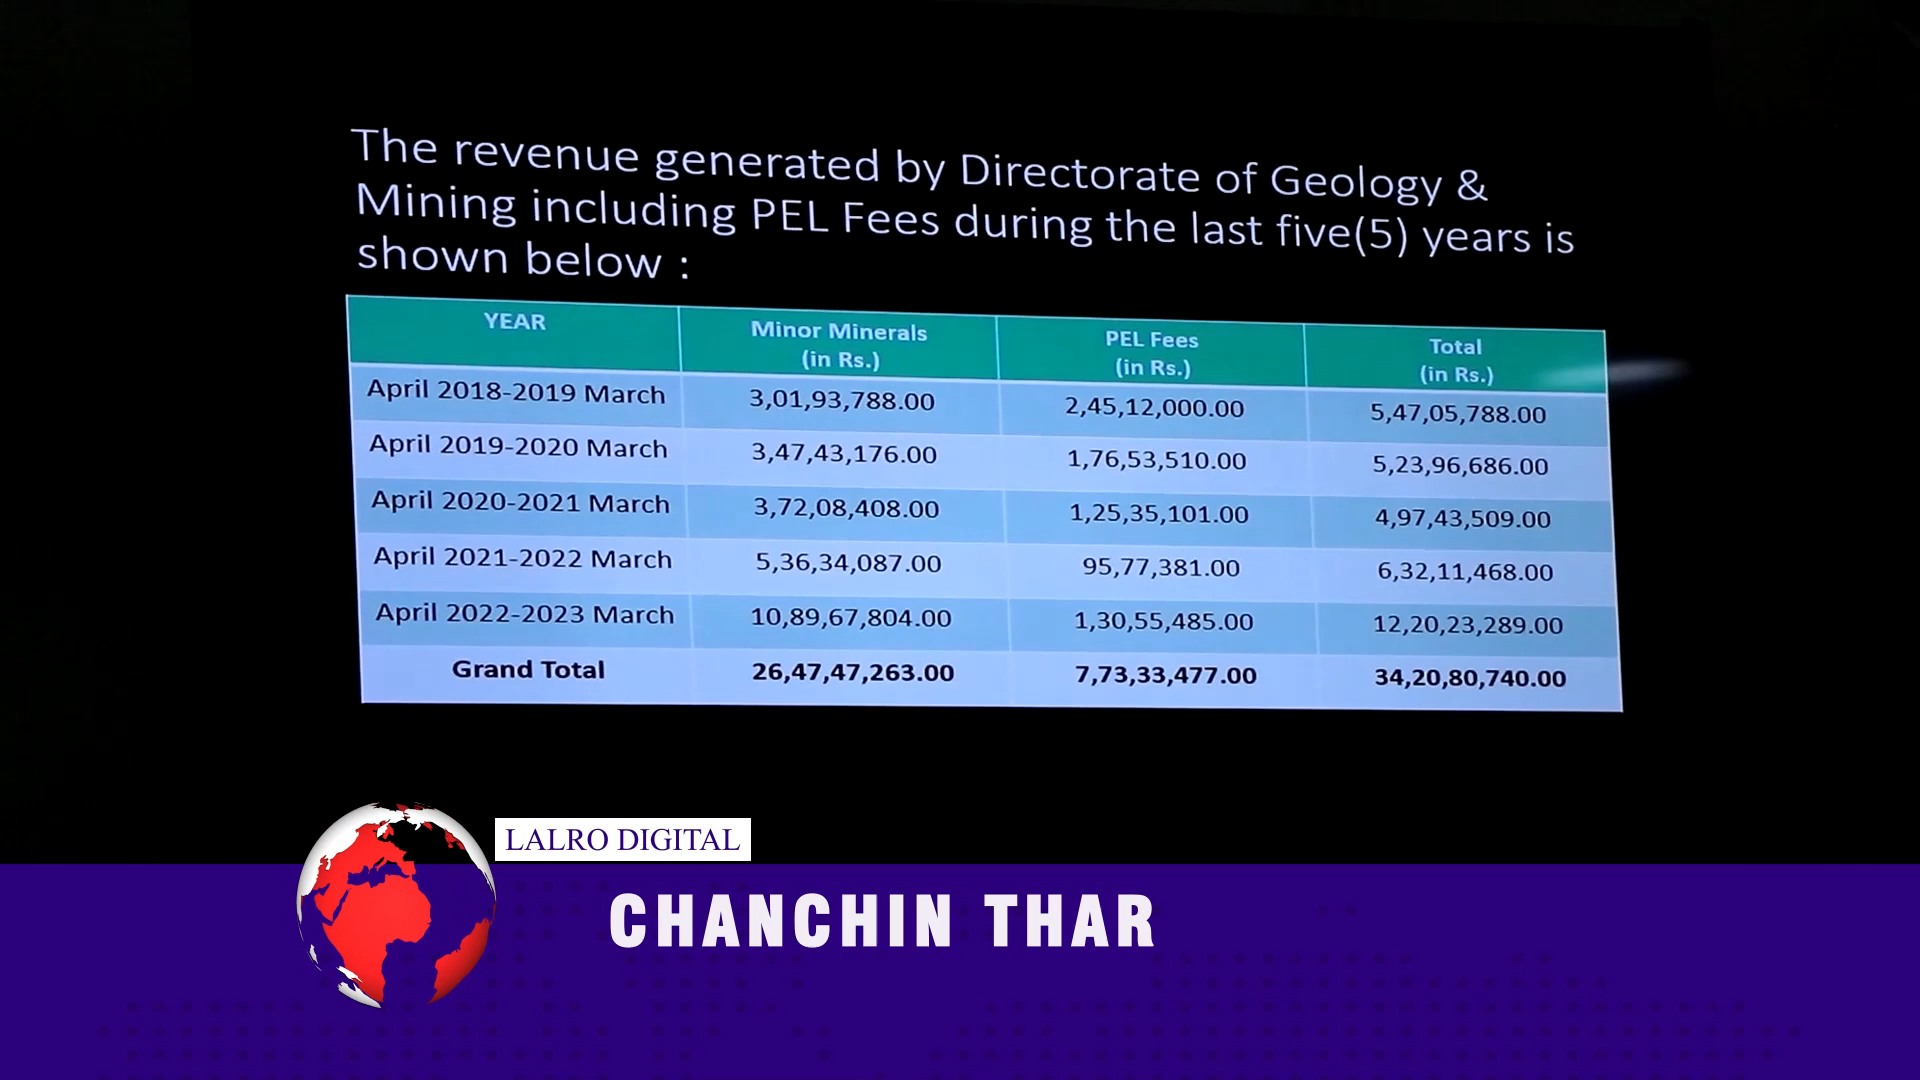 The revenue generated by Directorate of Geology &
Mining including PEL Fees during the last five(5) years is
shown below :
YEAR Minor Minerals (in Rs.) PEL Fees (in Rs.) Total (in Rs.)
April 2018-2019 March 3,01,93,788.00 2,45,12,000.00 5,47,05,788.00
April 2019-2020 March 3,47,43,176.00 1,76,53,510.00 5,23,96,686.00
April 2020-2021 March 3,72,08,408.00 1,25,35,101.00 4,97,43,509.00
April 2021-2022 March 5,36,34,087.00 95,77,381.00 6,32,11,468.00
April 2022-2023 March 10,89,67,804.00 1,30,55,485.00 12,20,23,289.00
Grand Total 26,47,47,263.00 7,73,33,477.00 34,20,80,740.00
LALRO DIGITAL
CHANCHIN THAR